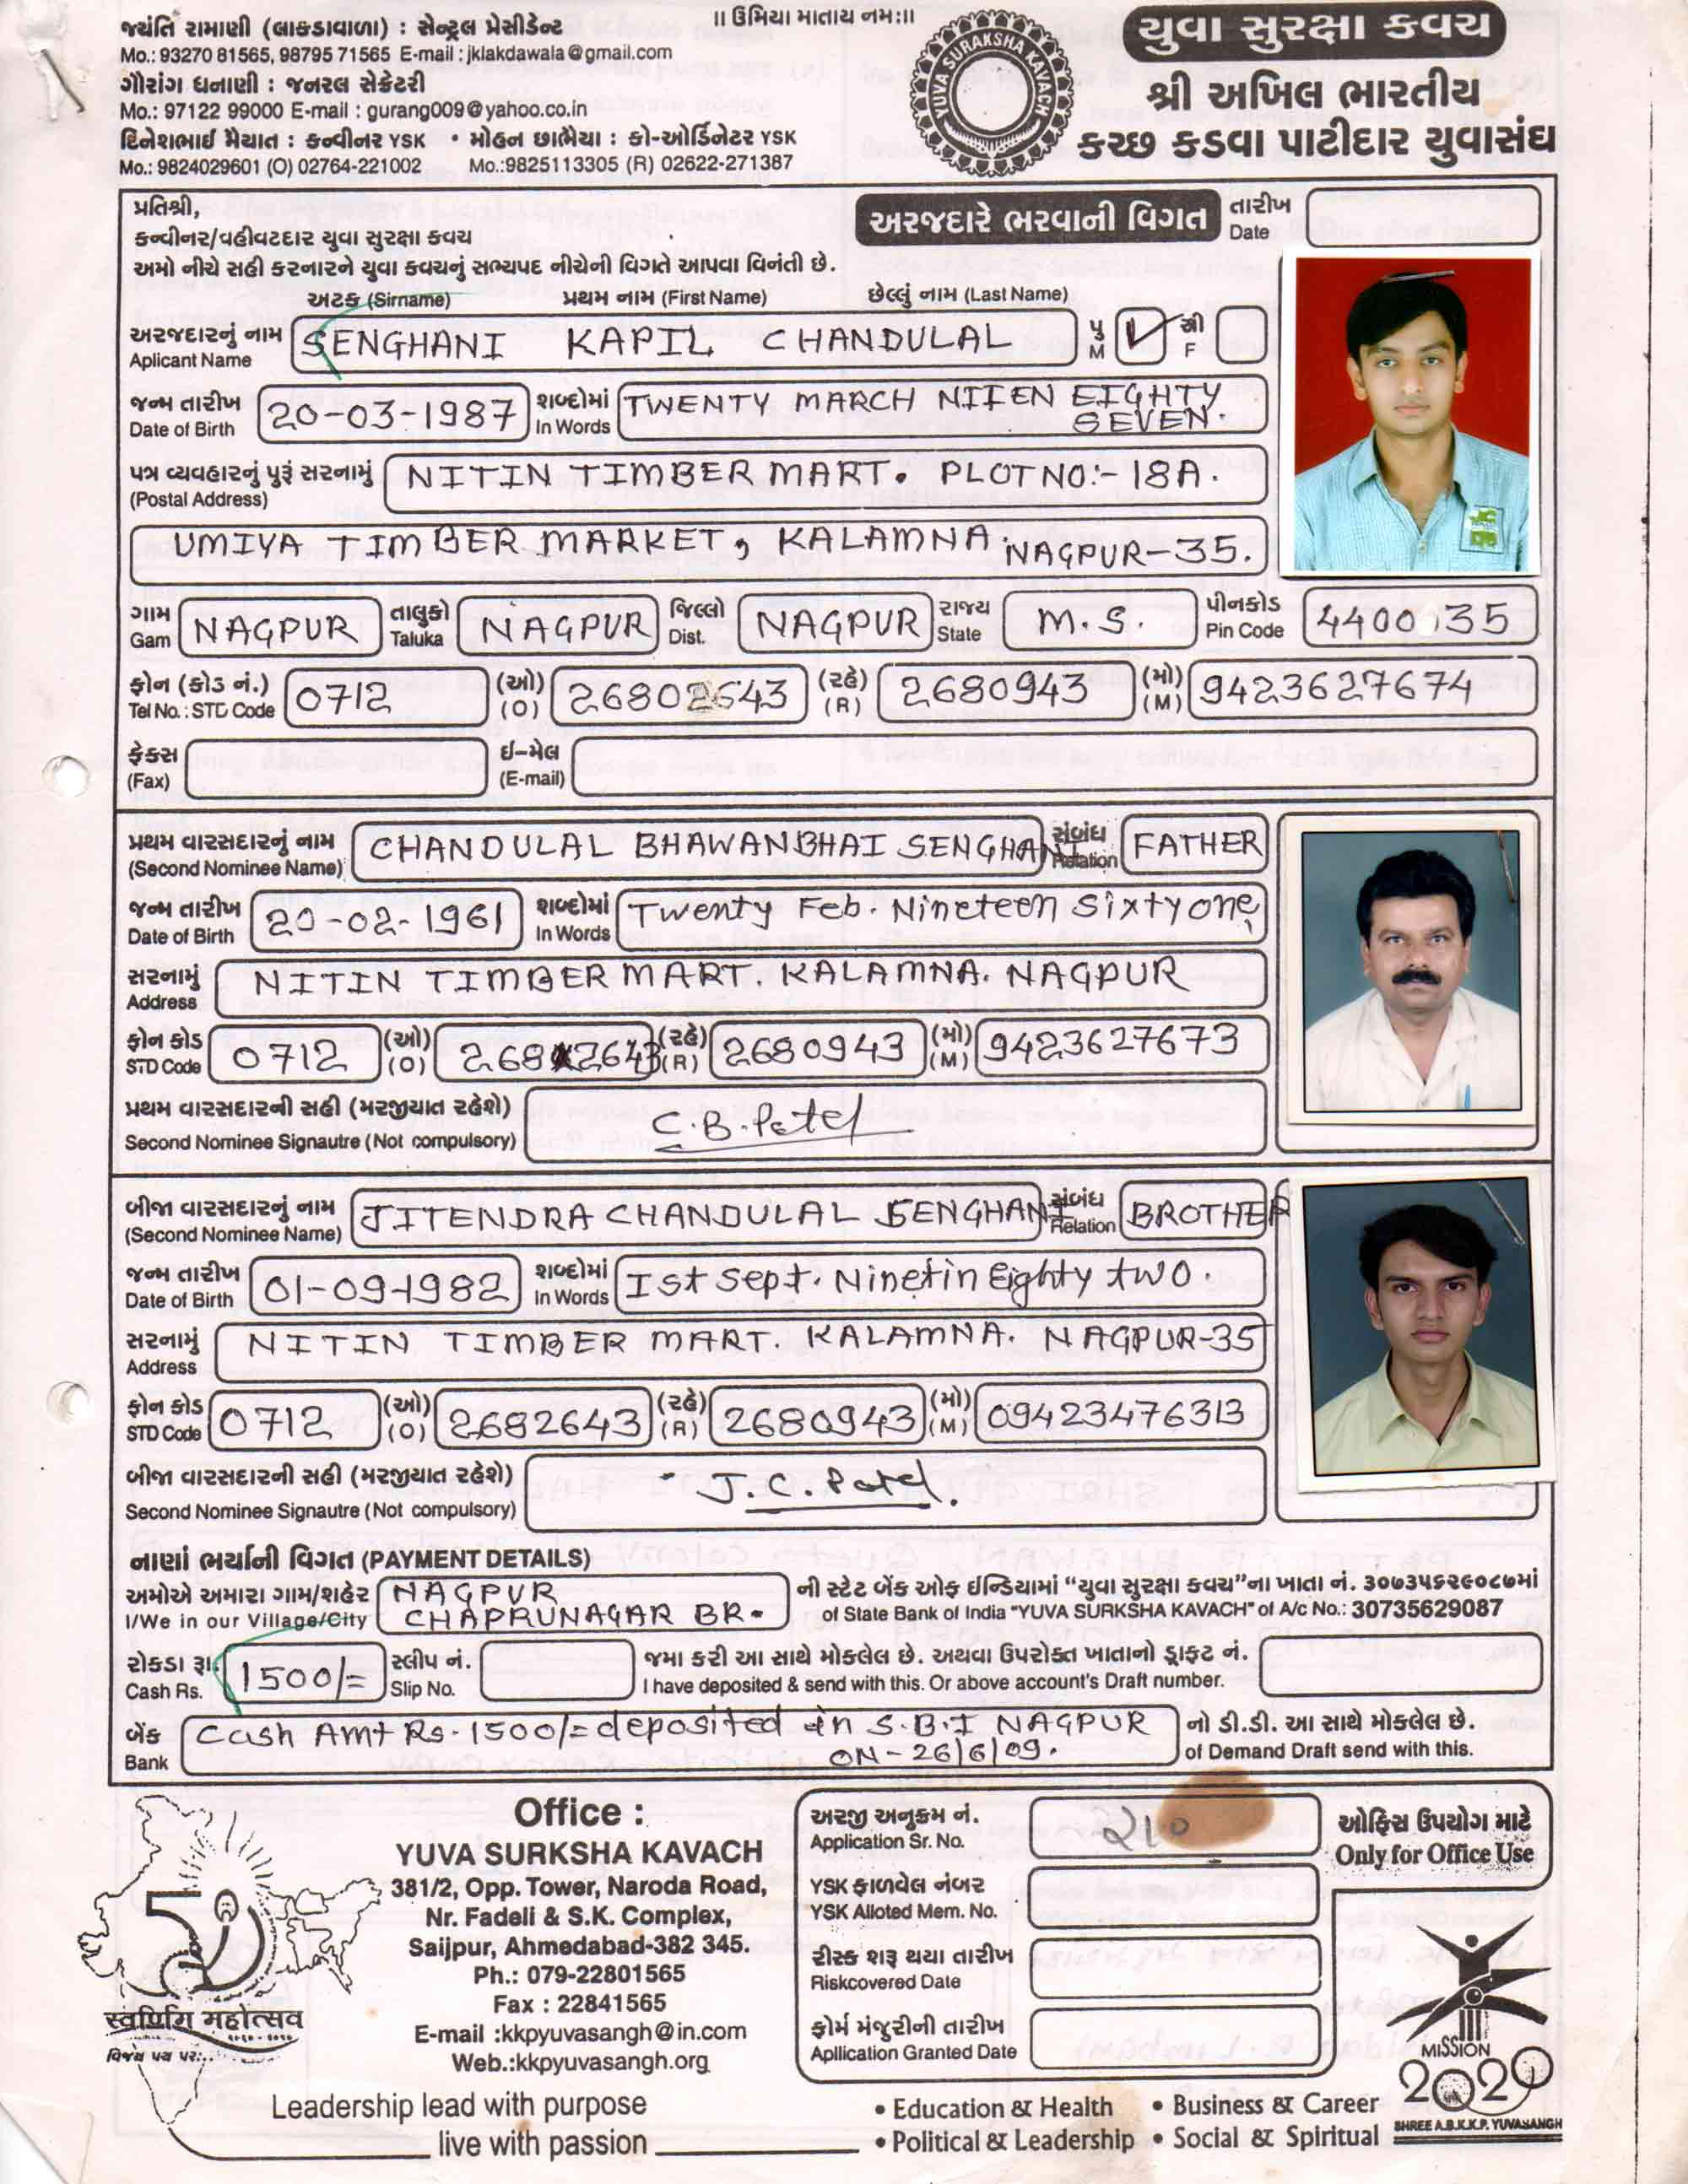 ॥ ઉમિયા માતાય નમઃ॥
જયંતિ રામાણી (લાકડાવાળા) : સેન્ટ્રલ પ્રેસીડેન્ટ
Mo.: 93270 81565, 98795 71565 E-mail : jklakdawala@gmail.com
ગૌરાંગ ધનાણી : જનરલ સેક્રેટરી
Mo.: 97122 99000 E-mail : gurang009@yahoo.co.in
દિનેશભાઈ મૈયાત : કન્વીનર YSK • મોહન છાભૈયા : કો-ઓર્ડિનેટર YSK
Mo.: 9824029601 (O) 02764-221002 Mo.:9825113305 (R) 02622-271387
YUVA SURAKSHA KAVACH
યુવા સુરક્ષા કવચ
શ્રી અખિલ ભારતીય
કચ્છ કડવા પાટીદાર યુવાસંઘ
પ્રતિશ્રી,
કન્વીનર/વહીવટદાર યુવા સુરક્ષા કવચ
અરજદારે ભરવાની વિગત તારીખ Date
અમો નીચે સહી કરનારને યુવા કવચનું સભ્યપદ નીચેની વિગતે આપવા વિનંતી છે.
અટક (Sirname) પ્રથમ નામ (First Name) છેલ્લું નામ (Last Name)
અરજદારનું નામ Aplicant Name SENGHANI KAPIL CHANDULAL પુ M ✓ સ્રી F
જન્મ તારીખ Date of Birth 20-03-1987 શબ્દોમાં In Words TWENTY MARCH NIIEN EIGHTY SEVEN.
પત્ર વ્યવહારનું પુરૂં સરનામું (Postal Address) NITIN TIMBER MART. PLOT NO:- 18A.
UMIYA TIMBER MARKET, KALAMNA. NAGPUR-35.
ગામ Gam NAGPUR તાલુકો Taluka NAGPUR જિલ્લો Dist. NAGPUR રાજ્ય State M.S. પીનકોડ Pin Code 4400 35
ફોન (કોડ નં.) Tel No.: STD Code 0712 (ઓ) (O) 26802643 (રહે) (R) 2680943 (મો) (M) 9423627674
ફેકસ (Fax) ઈ-મેલ (E-mail)
પ્રથમ વારસદારનું નામ (Second Nominee Name) CHANDULAL BHAWANBHAI SENGHANI સંબંધ Relation FATHER
જન્મ તારીખ Date of Birth 20-02-1961 શબ્દોમાં In Words Twenty Feb. Nineteen Sixty one
સરનામું Address NITIN TIMBER MART. KALAMNA. NAGPUR
ફોન કોડ STD Code 0712 (ઓ) (O) 2682643 (રહે) (R) 2680943 (મો) (M) 9423627673
પ્રથમ વારસદારની સહી (મરજીયાત રહેશે)
Second Nominee Signautre (Not compulsory) C.B.Patel
બીજા વારસદારનું નામ (Second Nominee Name) JITENDRA CHANDULAL SENGHANI સંબંધ Relation BROTHER
જન્મ તારીખ Date of Birth 01-09-1982 શબ્દોમાં In Words Ist Sept. Ninetin Eighty two.
સરનામું Address NITIN TIMBER MART. KALAMNA. NAGPUR-35
ફોન કોડ STD Code 0712 (ઓ) (O) 2682643 (રહે) (R) 2680943 (મો) (M) 09423476313
બીજા વારસદારની સહી (મરજીયાત રહેશે)
Second Nominee Signautre (Not compulsory) J.C.Patel.
નાણાં ભર્યાની વિગત (PAYMENT DETAILS)
અમોએ અમારા ગામ/શહેર NAGPUR ની સ્ટેટ બેંક ઓફ ઈન્ડિયામાં “યુવા સુરક્ષા કવચ”ના ખાતા નં. ૩૦૭૩૫૬૨૯૦૮૭માં
I/We in our Village/City CHAPRUNAGAR BR. of State Bank of India "YUVA SURKSHA KAVACH" of A/c No.: 30735629087
રોકડા રૂા. 1500/= સ્લીપ નં. જમા કરી આ સાથે મોકલેલ છે. અથવા ઉપરોક્ત ખાતાનો ડ્રાફ્ટ નં.
Cash Rs. Slip No. I have deposited & send with this. Or above account's Draft number.
બેંક Cash Amt Rs. 1500/= deposited in S.B.I NAGPUR નો ડી.ડી. આ સાથે મોકલેલ છે.
Bank ON - 26/6/09. of Demand Draft send with this.
Office :
YUVA SURKSHA KAVACH
381/2, Opp. Tower, Naroda Road,
Nr. Fadeli & S.K. Complex,
Saijpur, Ahmedabad-382 345.
Ph.: 079-22801565
Fax : 22841565
E-mail :kkpyuvasangh@in.com
Web.:kkpyuvasangh.org
અરજી અનુક્રમ નં. ૨૧૦
Application Sr. No.
YSK ફાળવેલ નંબર
YSK Alloted Mem. No.
રીસ્ક શરૂ થયા તારીખ
Riskcovered Date
ફોર્મ મંજુરીની તારીખ
Apllication Granted Date
ઓફિસ ઉપયોગ માટે
Only for Office Use
50
स्वर्णिम महोत्सव
વિજય પથ પર...
Leadership lead with purpose
live with passion
• Education & Health • Business & Career
• Political & Leadership • Social & Spiritual
MISSION
2020
SHREE A.B.K.K.P. YUVASANGH